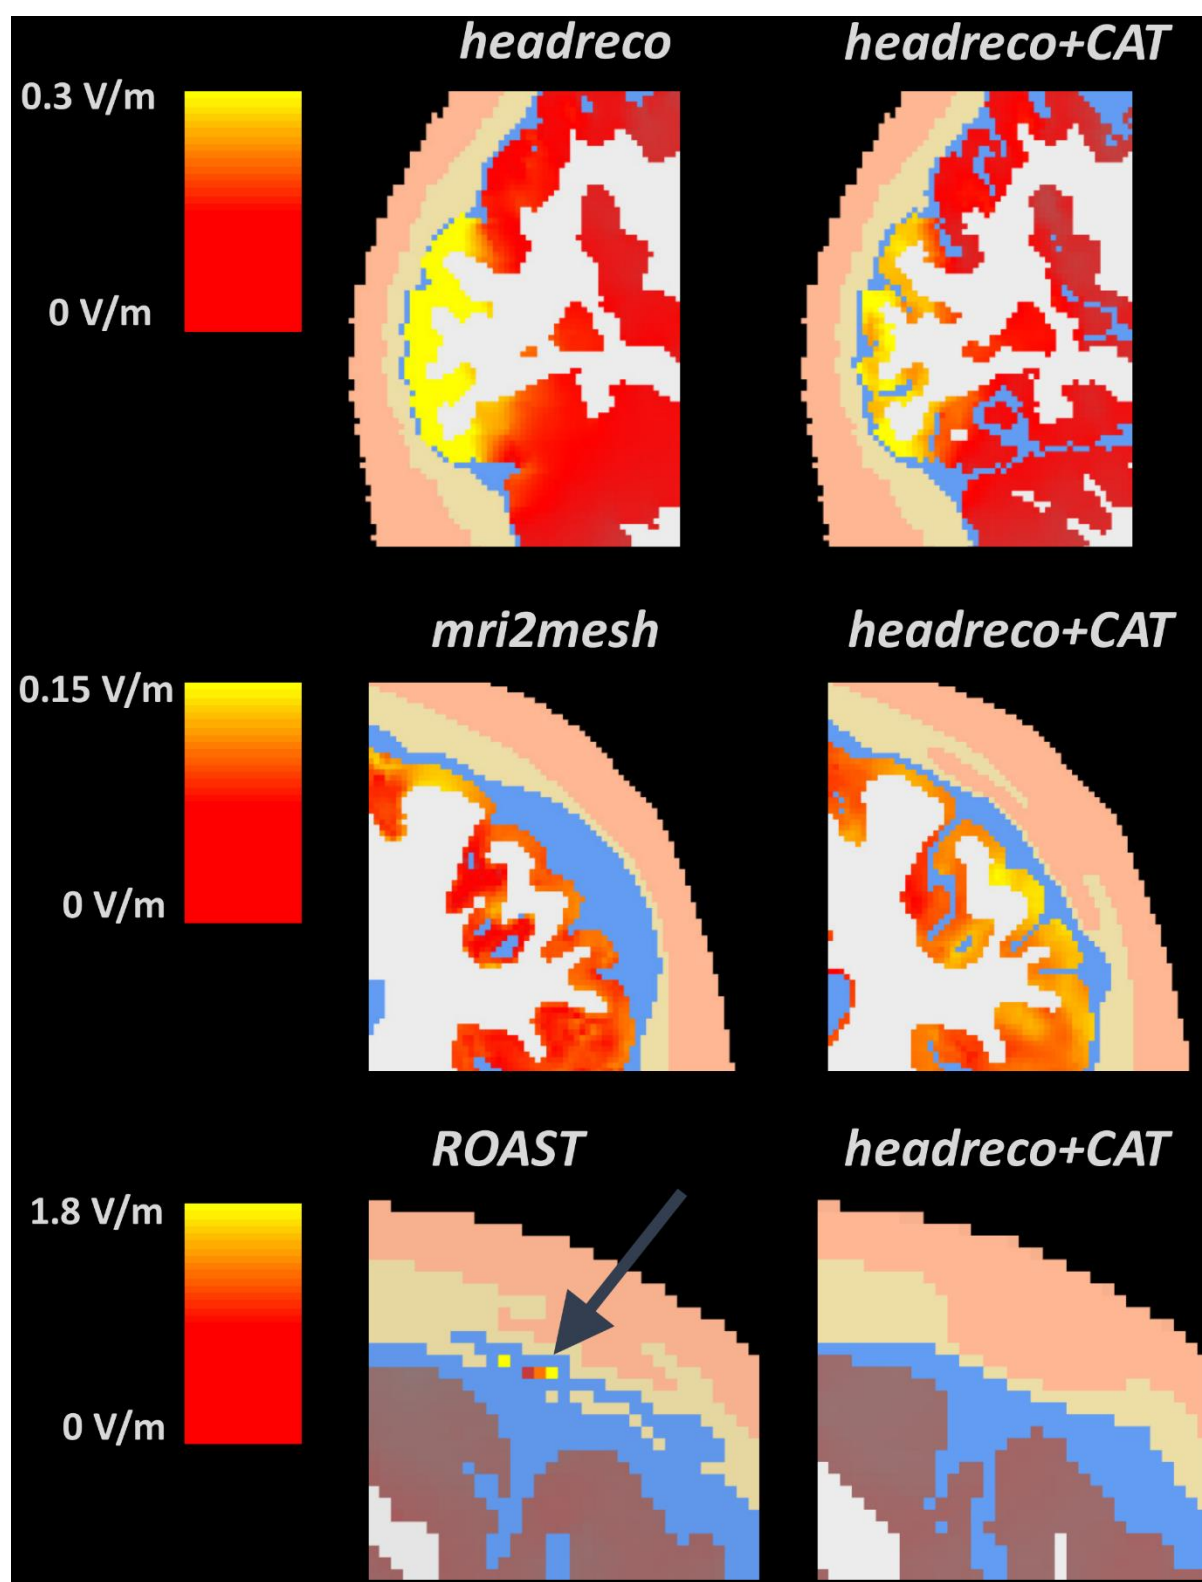 headreco headreco+CAT
0.3 V/m
0 V/m
mri2mesh headreco+CAT
0.15 V/m
0 V/m
ROAST headreco+CAT
1.8 V/m
0 V/m